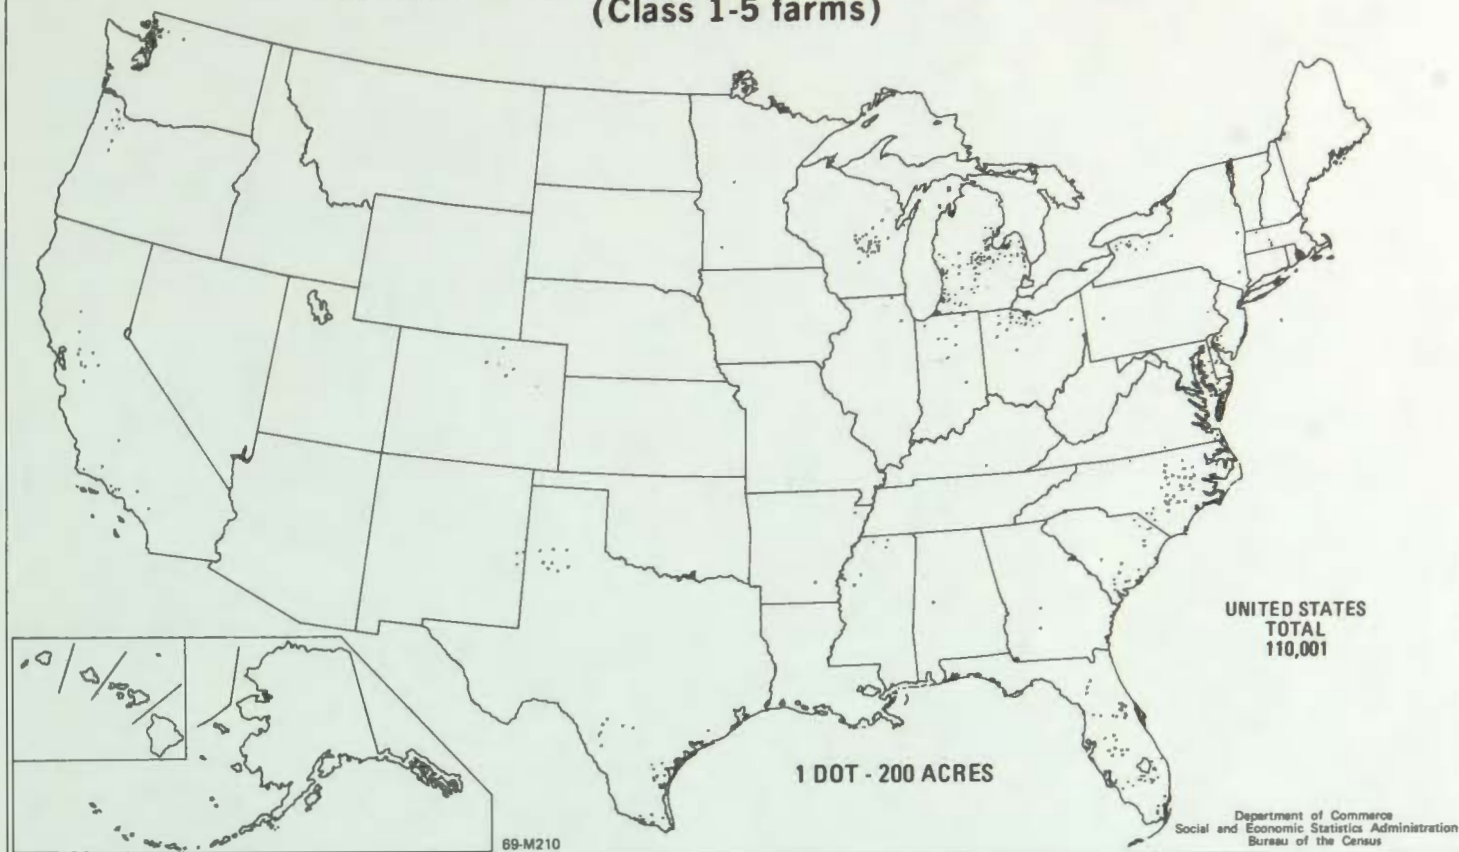 (Class 1-5 farms)
UNITED STATES
TOTAL
110,001
1 DOT - 200 ACRES
69-M210
Department of Commerce
Social and Economic Statistics Administration
Bureau of the Census